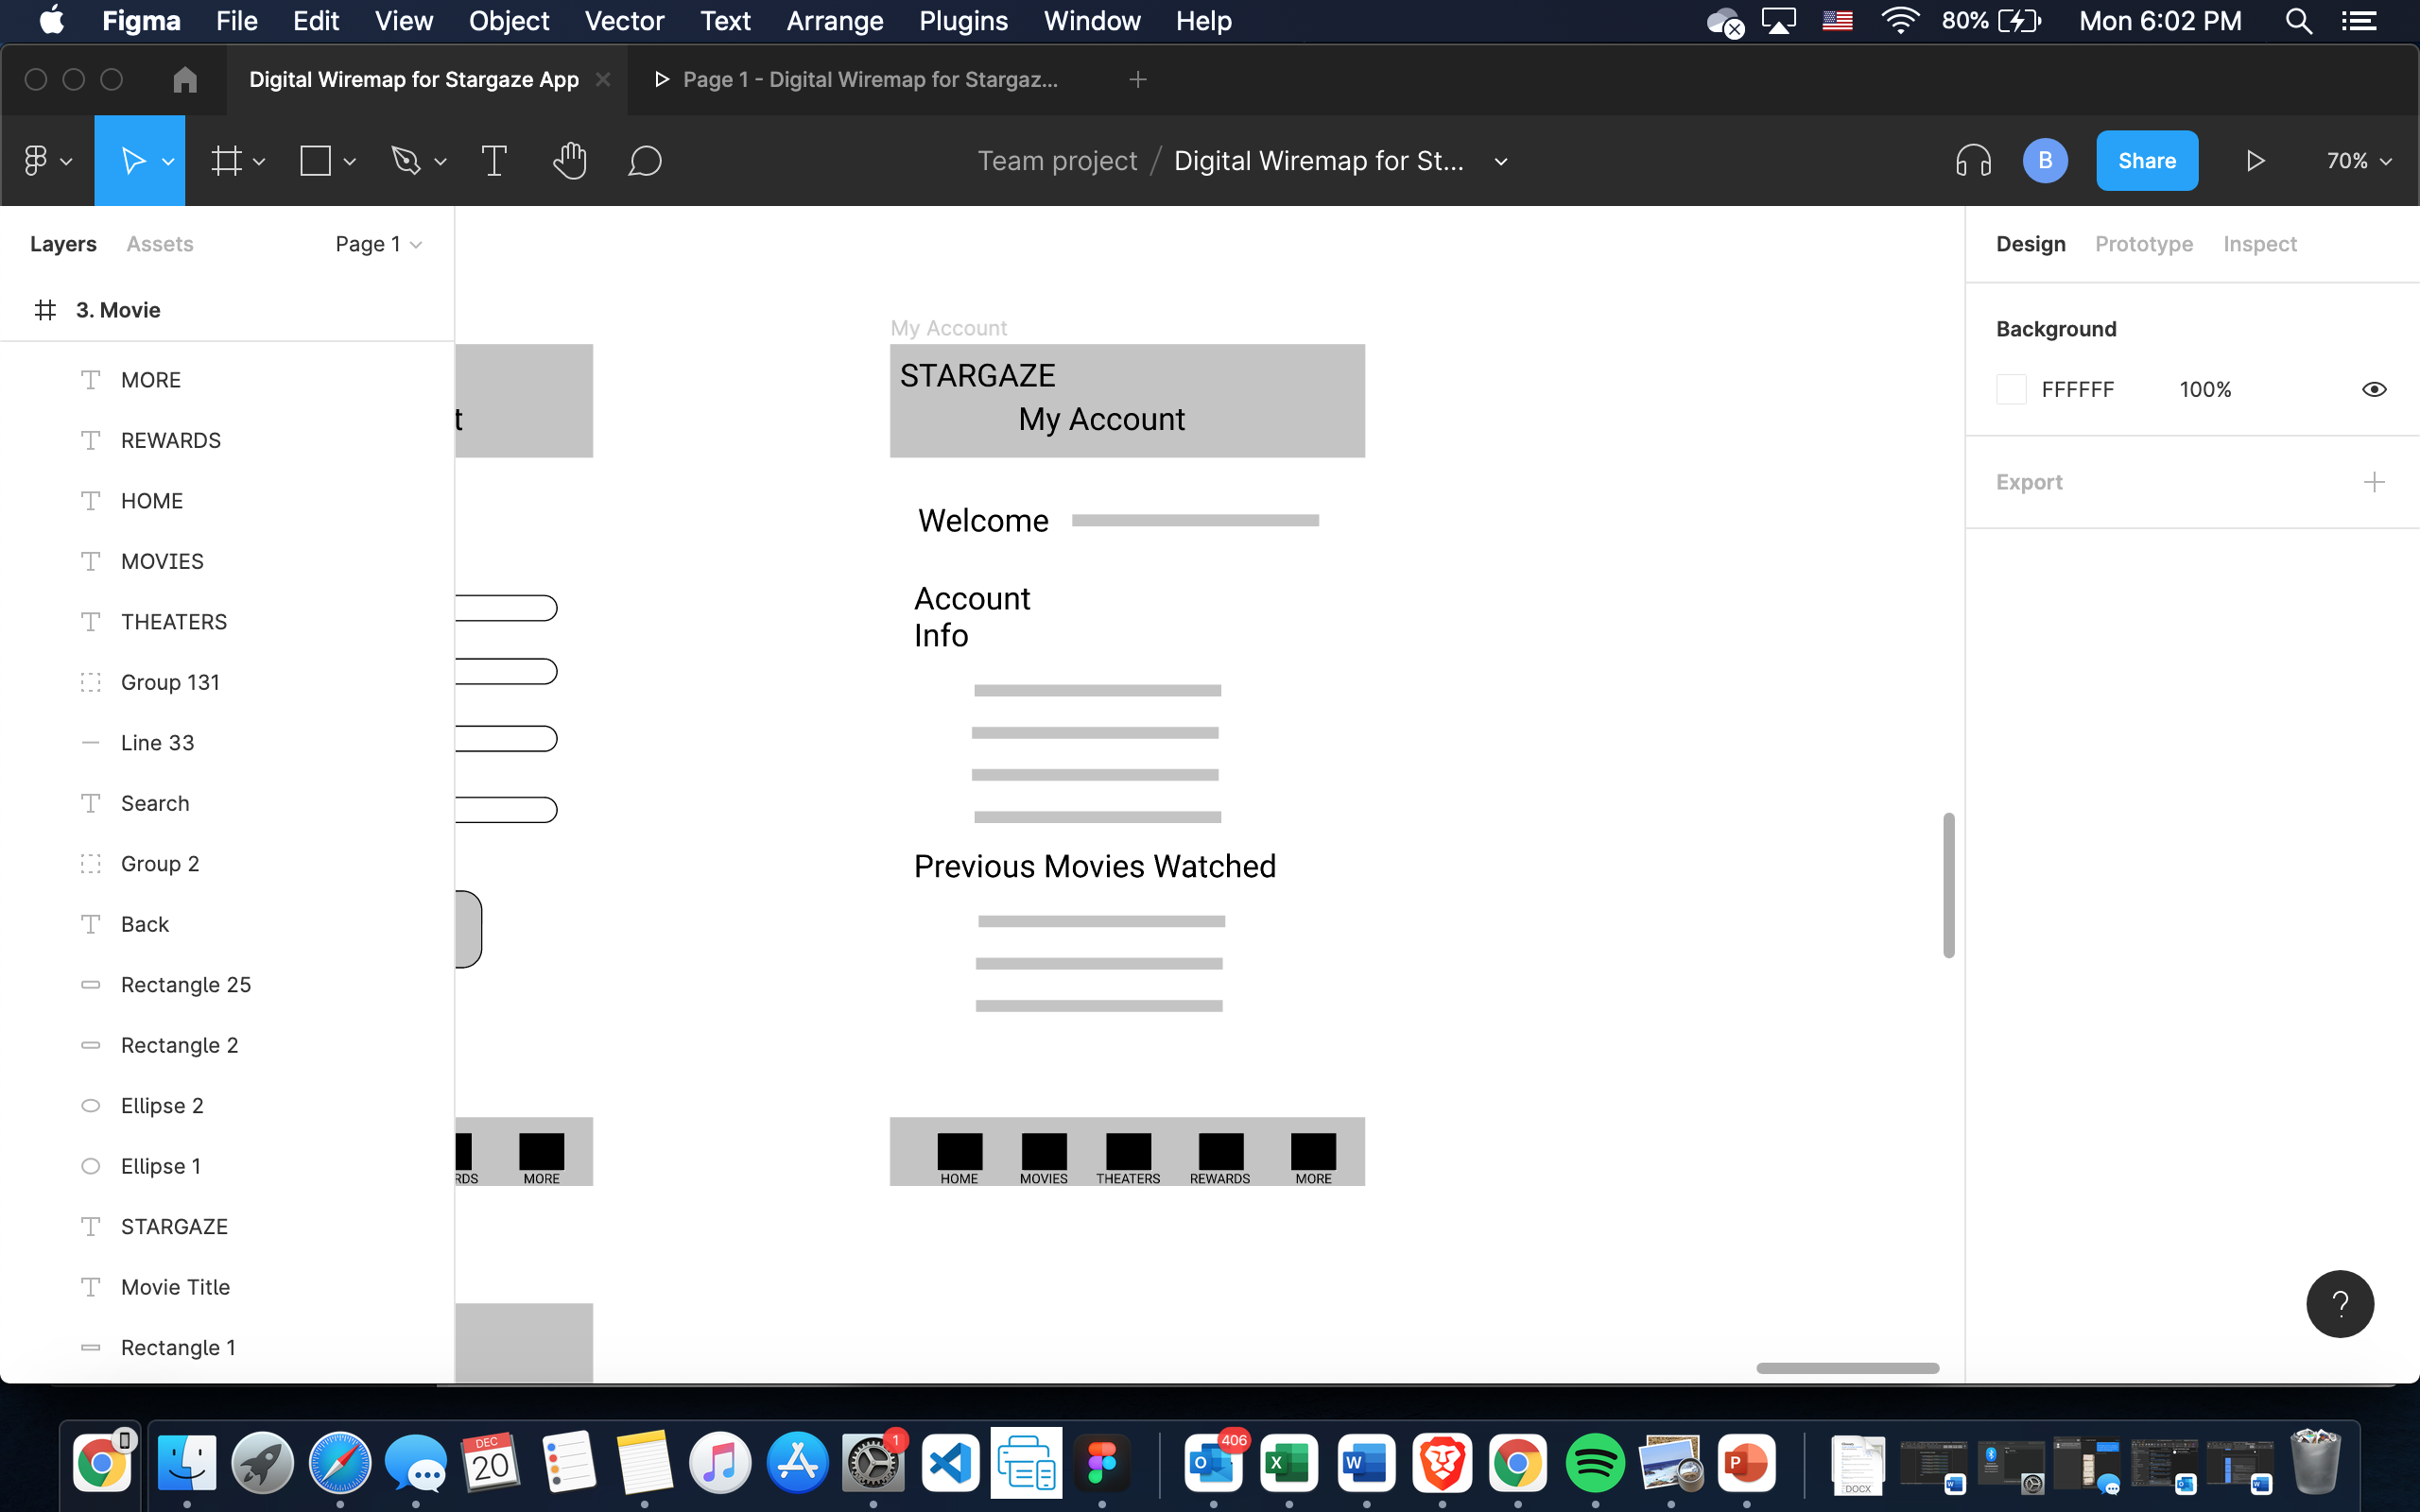 Figma File Edit View Object Vector Text Arrange Plugins Window Help 80% Mon 6:02 PM
Digital Wiremap for Stargaze App Page 1 - Digital Wiremap for Stargaz...
Team project / Digital Wiremap for St... B Share 70%
Layers Assets Page 1
3. Movie
MORE
REWARDS
HOME
MOVIES
THEATERS
Group 131
Line 33
Search
Group 2
Back
Rectangle 25
Rectangle 2
Ellipse 2
Ellipse 1
STARGAZE
Movie Title
Rectangle 1
t
RDS MORE
My Account
STARGAZE
My Account
Welcome
Account
Info
Previous Movies Watched
HOME MOVIES THEATERS REWARDS MORE
Design Prototype Inspect
Background
FFFFFF 100%
Export
?
DEC
20
1
406
O
X
W
P
DOCX